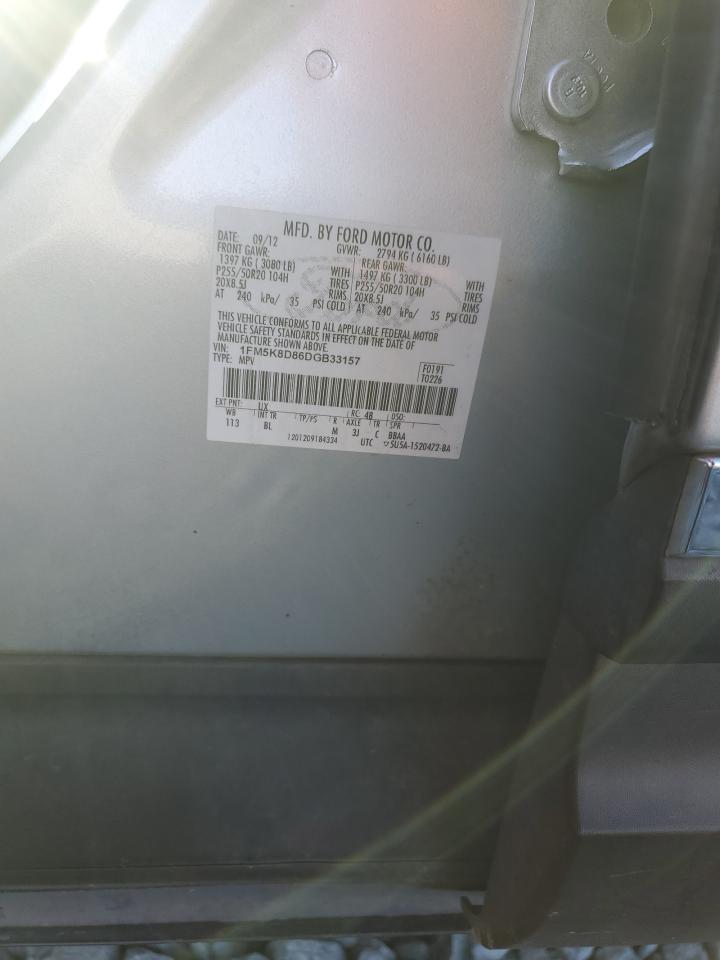 MFD. BY FORD MOTOR CO.
DATE: 09/12 GVWR: 2794 KG (6160 LB)
FRONT GAWR: REAR GAWR:
1397 KG (3080 LB) WITH 1497 KG (3300 LB) WITH
P255/50R20 104H TIRES P255/50R20 104H TIRES
20X8.5J RIMS 20X8.5J RIMS
AT 240 kPa/ 35 PSI COLD AT 240 kPa/ 35 PSI COLD
THIS VEHICLE CONFORMS TO ALL APPLICABLE FEDERAL MOTOR
VEHICLE SAFETY STANDARDS IN EFFECT ON THE DATE OF
MANUFACTURE SHOWN ABOVE.
VIN: 1FM5K8D86DGB33157 F0191
TYPE: MPV T0226
EXT PNT: UX RC: 48 DSO:
WB INT TR TP/PS R AXLE TR SPR
113 BL M 3J C BBAA
1201209184334 UTC 5U5A-1520472-BA